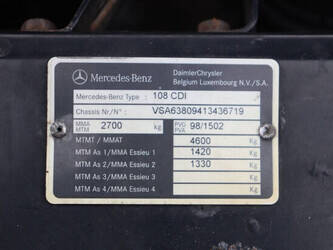 Mercedes-Benz DaimlerChrysler
Belgium Luxembourg N.V./S.A.
Mercedes-Benz Type : 108 CDI
Chassis Nr/N° : VSA63809413436719
MMA MTM 2700 kg PVG PVA 98/1502
MTMT / MMAT 4600 Kg
MTM As 1/MMA Essieu 1 1420 Kg
MTM As 2/MMA Essieu 2 1330 Kg
MTM As 3/MMA Essieu 3 Kg
MTM As 4/MMA Essieu 4 Kg